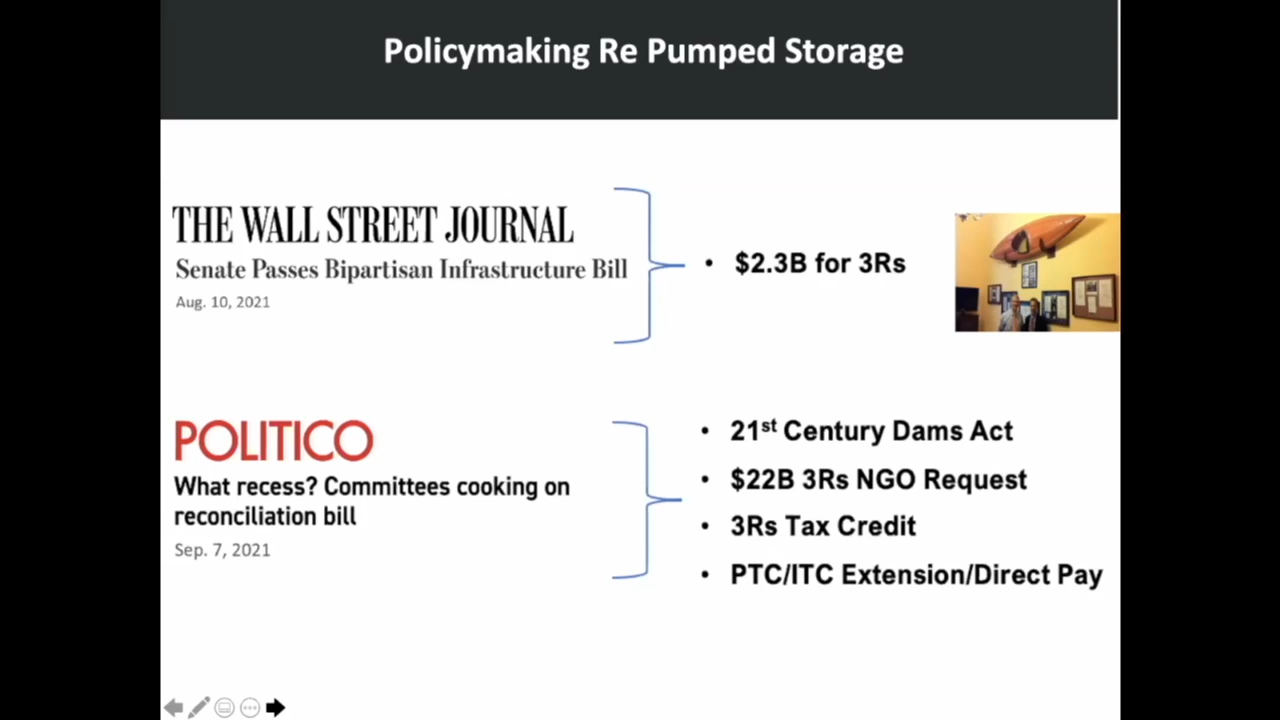 Policymaking Re Pumped Storage
THE WALL STREET JOURNAL
Senate Passes Bipartisan Infrastructure Bill
Aug. 10, 2021
• $2.3B for 3Rs
POLITICO
What recess? Committees cooking on
reconciliation bill
Sep. 7, 2021
• 21st Century Dams Act
• $22B 3Rs NGO Request
• 3Rs Tax Credit
• PTC/ITC Extension/Direct Pay